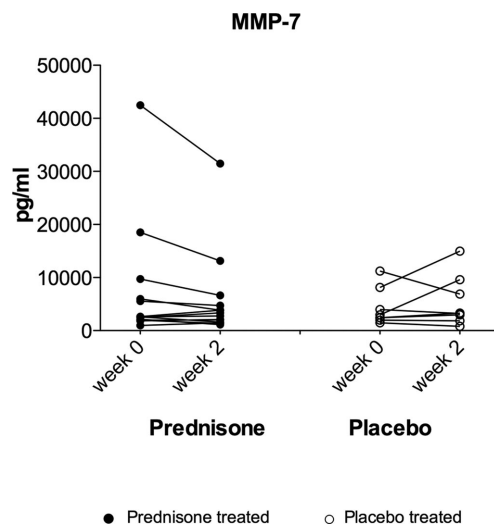 MMP-7
50000
40000
30000
20000
10000
0
pg/ml
week 0
week 2
week 0
week 2
Prednisone
Placebo
Prednisone treated
Placebo treated